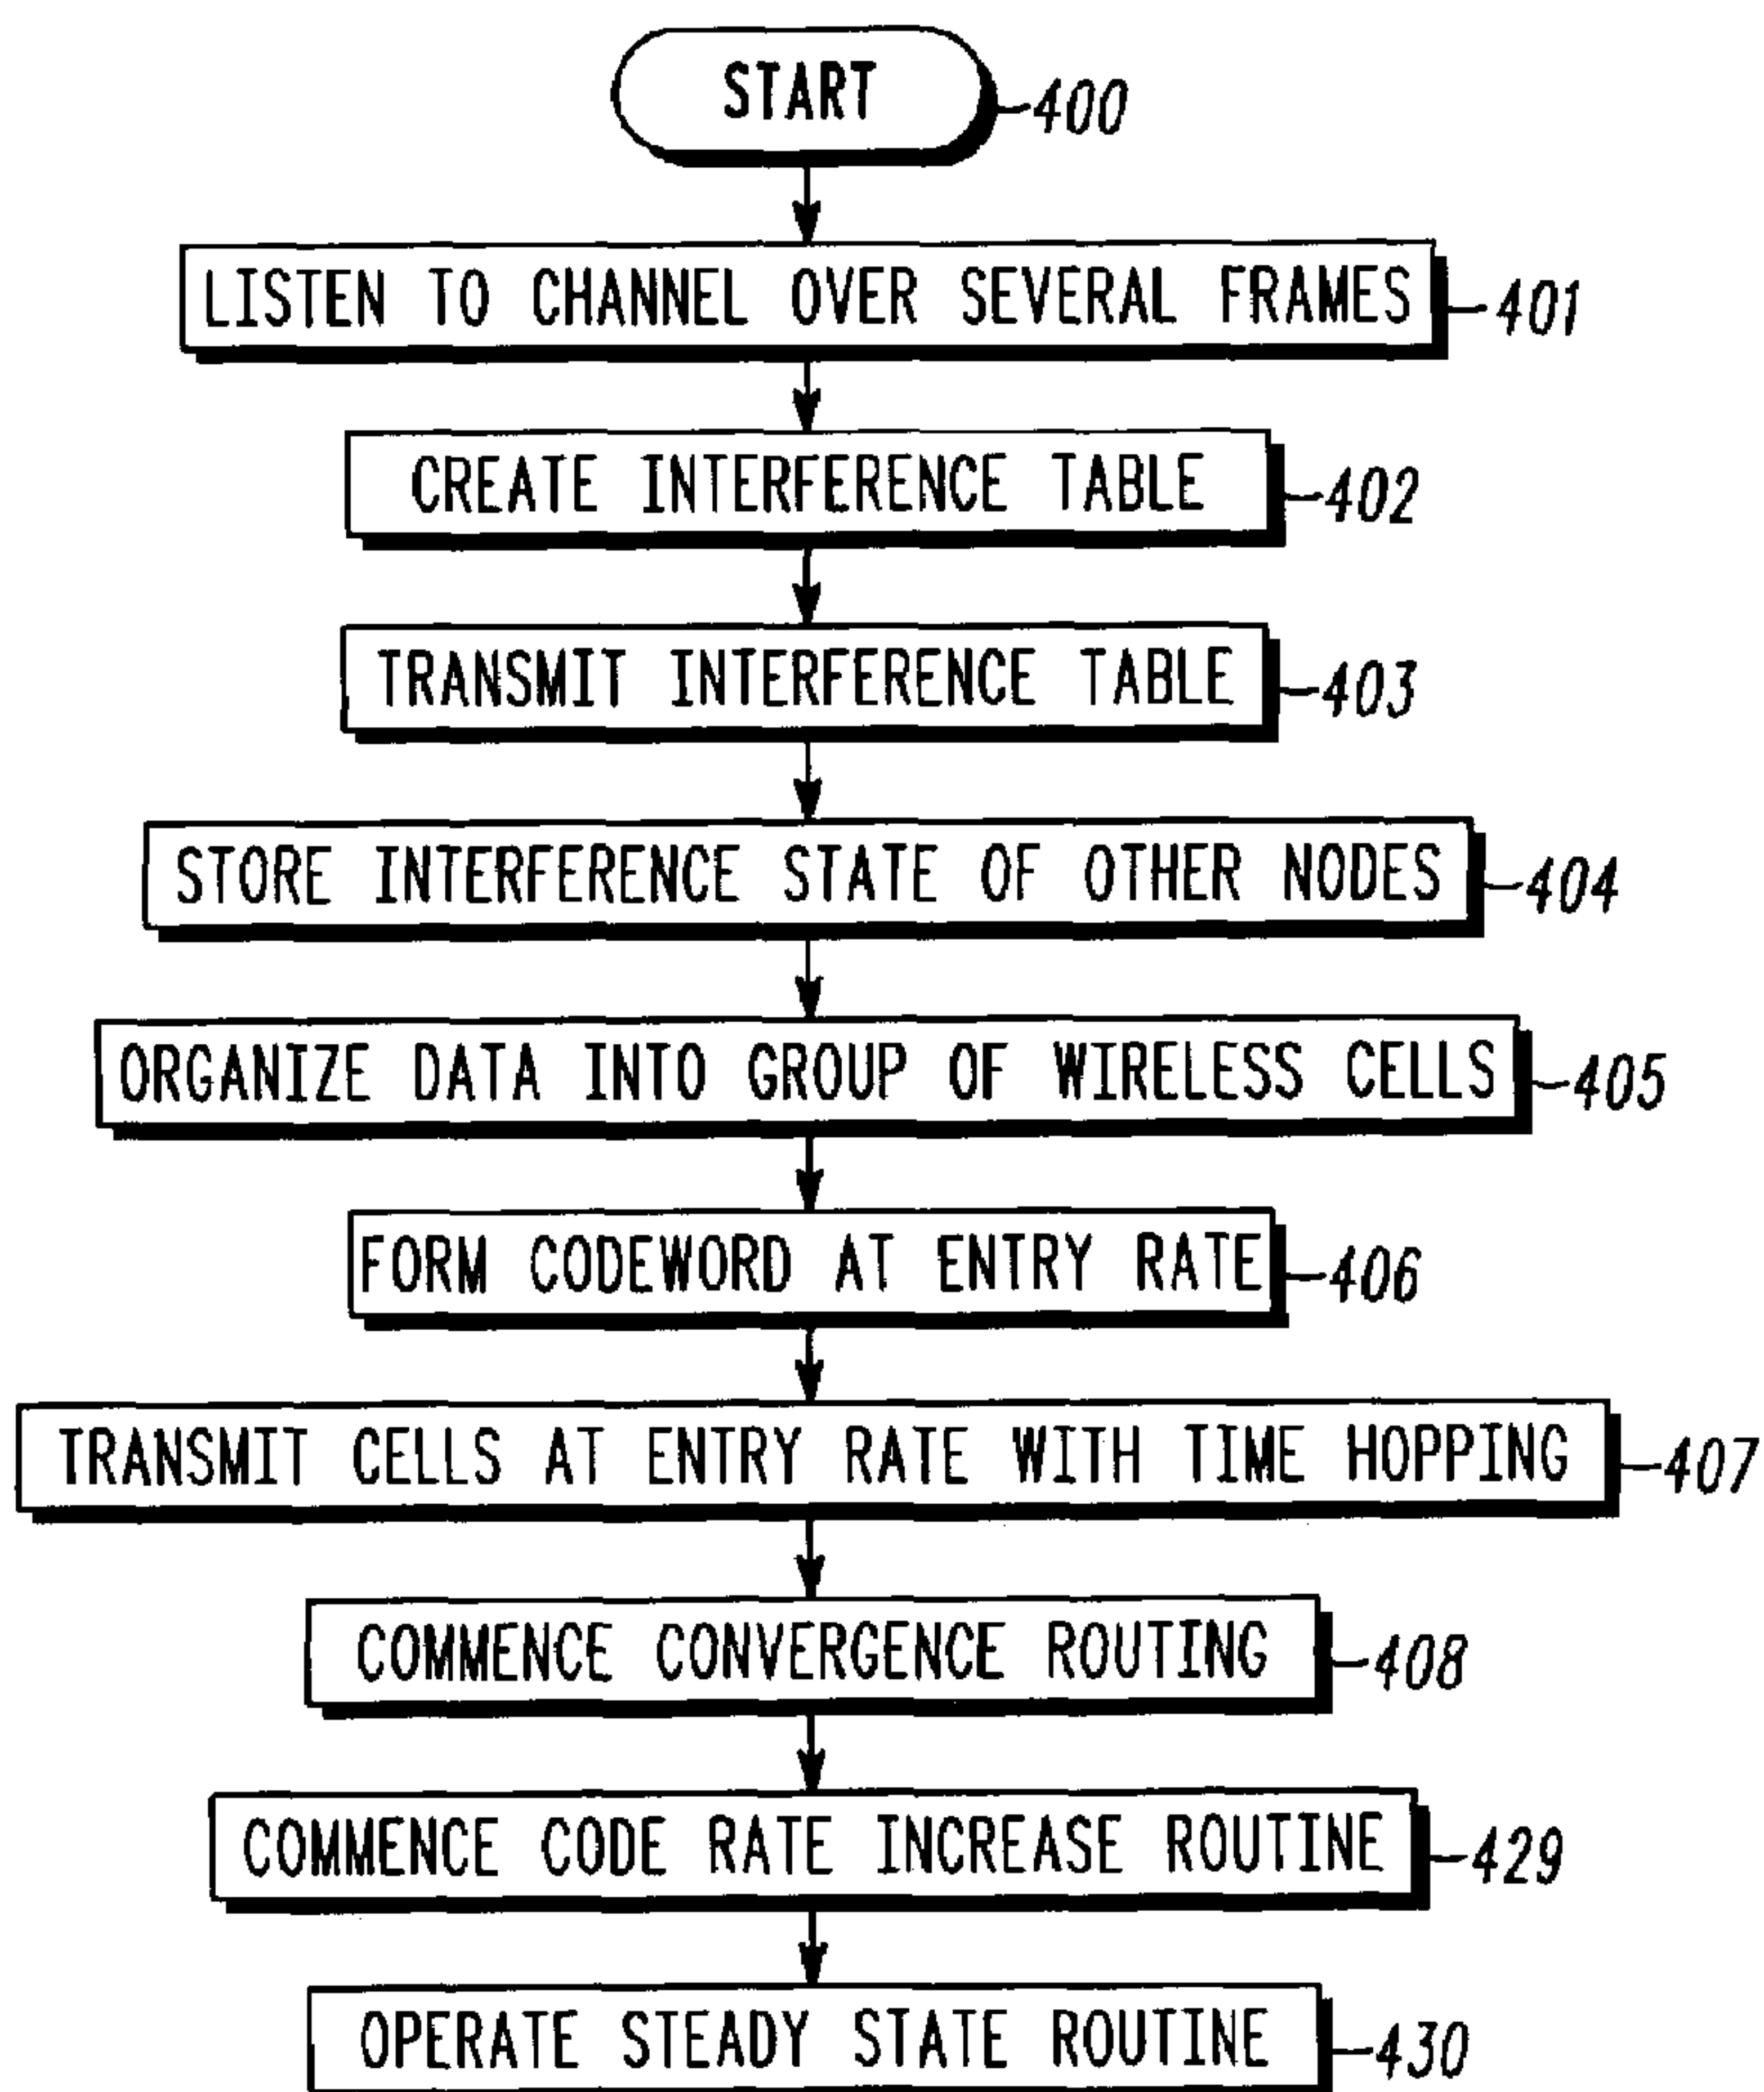 START
400
LISTEN TO CHANNEL OVER SEVERAL FRAMES
401
CREATE INTERFERENCE TABLE
402
TRANSMIT INTERFERENCE TABLE
403
STORE INTERFERENCE STATE OF OTHER NODES
404
ORGANIZE DATA INTO GROUP OF WIRELESS CELLS
405
FORM CODEWORD AT ENTRY RATE
406
TRANSMIT CELLS AT ENTRY RATE WITH TIME HOPPING
407
COMMENCE CONVERGENCE ROUTING
408
COMMENCE CODE RATE INCREASE ROUTINE
429
OPERATE STEADY STATE ROUTINE
430